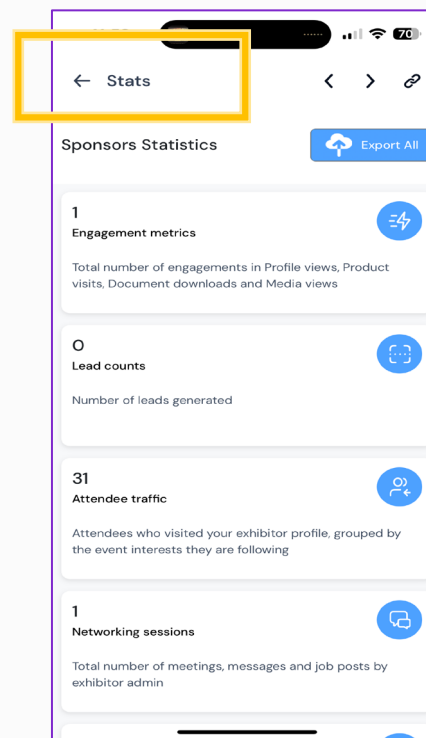 70
← Stats
Sponsors Statistics
Export All
1
Engagement metrics
Total number of engagements in Profile views, Product
visits, Document downloads and Media views
0
Lead counts
Number of leads generated
31
Attendee traffic
Attendees who visited your exhibitor profile, grouped by
the event interests they are following
1
Networking sessions
Total number of meetings, messages and job posts by
exhibitor admin